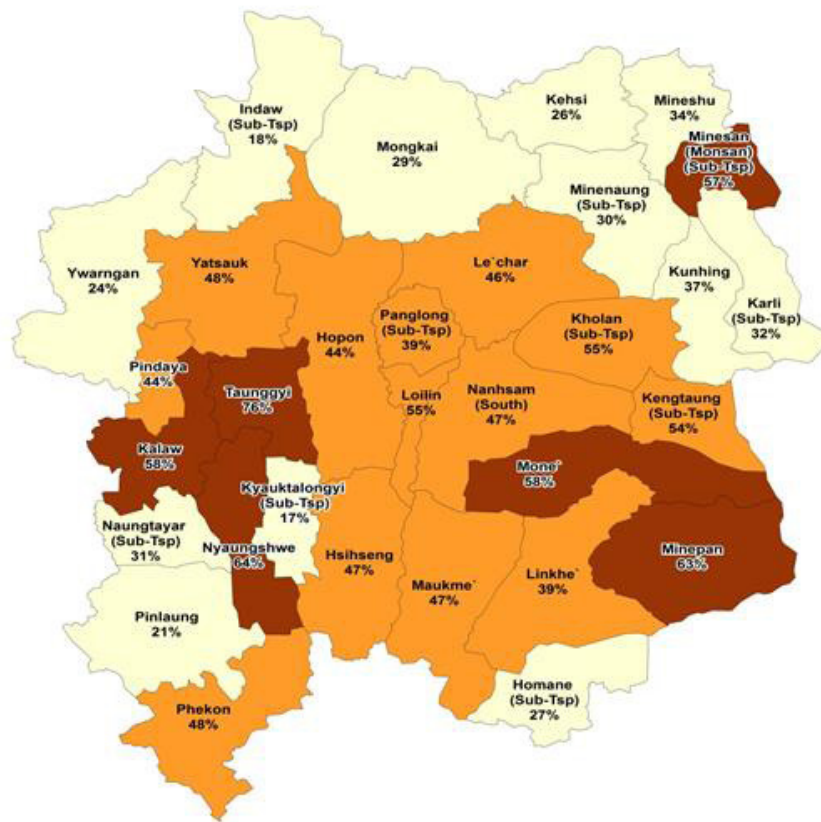 Indaw
(Sub-Tsp)
18%
Mongkai
29%
Kehsi
26%
Mineshu
34%
Minesan
(Monsan)
(Sub-Tsp)
57%
Minenaung
(Sub-Tsp)
30%
Ywarngan
24%
Yatsauk
48%
Le`char
46%
Kunhing
37%
Karli
(Sub-Tsp)
32%
Hopon
44%
Panglong
(Sub-Tsp)
39%
Kholan
(Sub-Tsp)
55%
Pindaya
44%
Taunggyi
76%
Loilin
55%
Nanhsam
(South)
47%
Kengtaung
(Sub-Tsp)
54%
Kalaw
58%
Mone`
58%
Kyauktalongyi
(Sub-Tsp)
17%
Naungtayar
(Sub-Tsp)
31%
Nyaungshwe
64%
Hsihseng
47%
Maukme`
47%
Linkhe`
39%
Minepan
63%
Pinlaung
21%
Homane
(Sub-Tsp)
27%
Phekon
48%